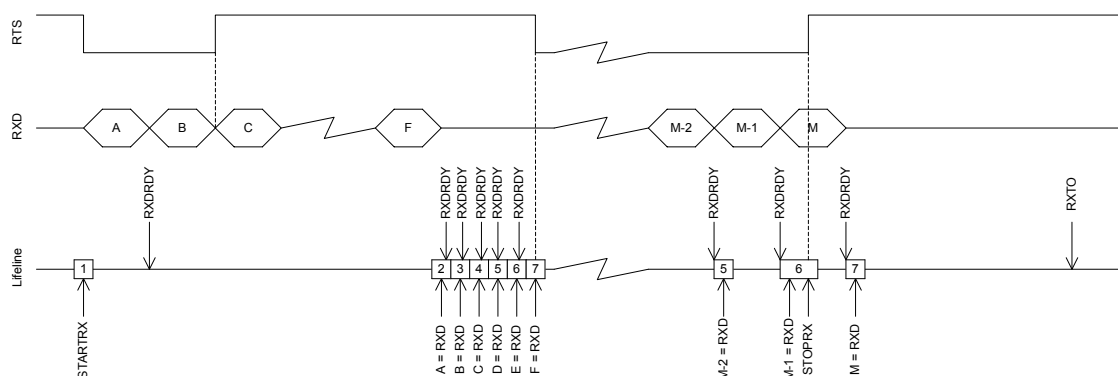 RTS
RXD
A
B
C
F
M-2
M-1
M
RXDRDY
RXDRDY
RXDRDY
RXDRDY
RXDRDY
RXDRDY
RXDRDY
RXDRDY
RXDRDY
RXTO
Lifeline
1
2
3
4
5
6
7
5
6
7
STARTRX
A = RXD
B = RXD
C = RXD
D = RXD
E = RXD
F = RXD
M-2 = RXD
M-1 = RXD
STOPRX
M = RXD